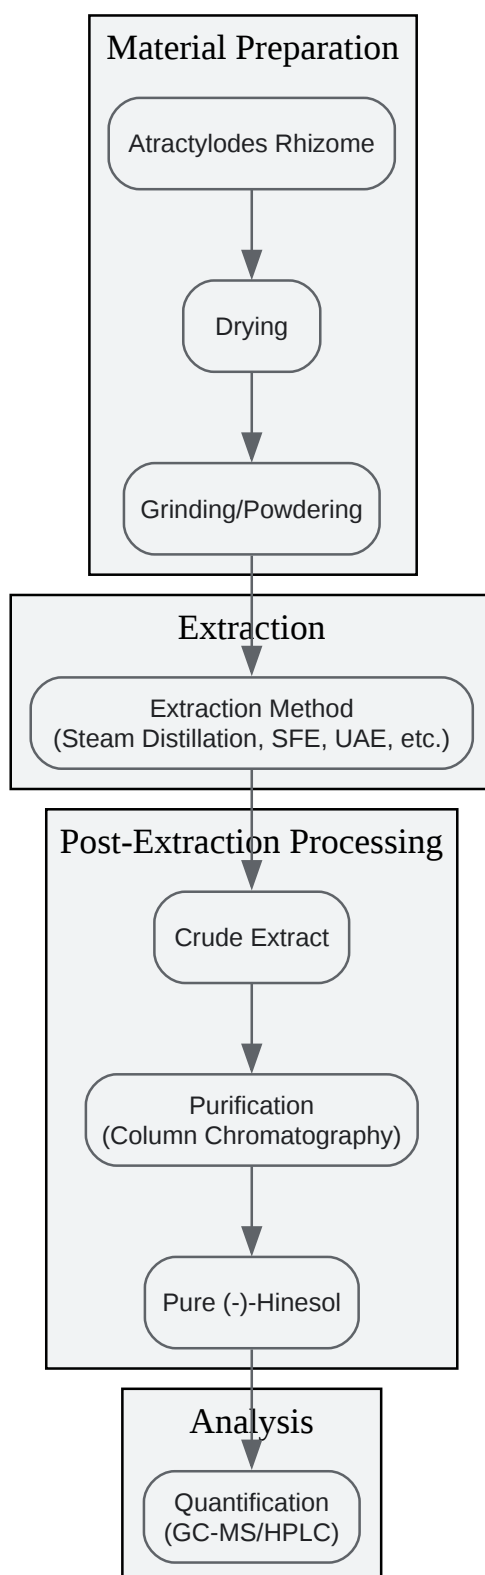 Material Preparation
Atractylodes Rhizome
Drying
Grinding/Powdering
Extraction
Extraction Method
(Steam Distillation, SFE, UAE, etc.)
Post-Extraction Processing
Crude Extract
Purification
(Column Chromatography)
Pure (-)-Hinesol
Analysis
Quantification
(GC-MS/HPLC)